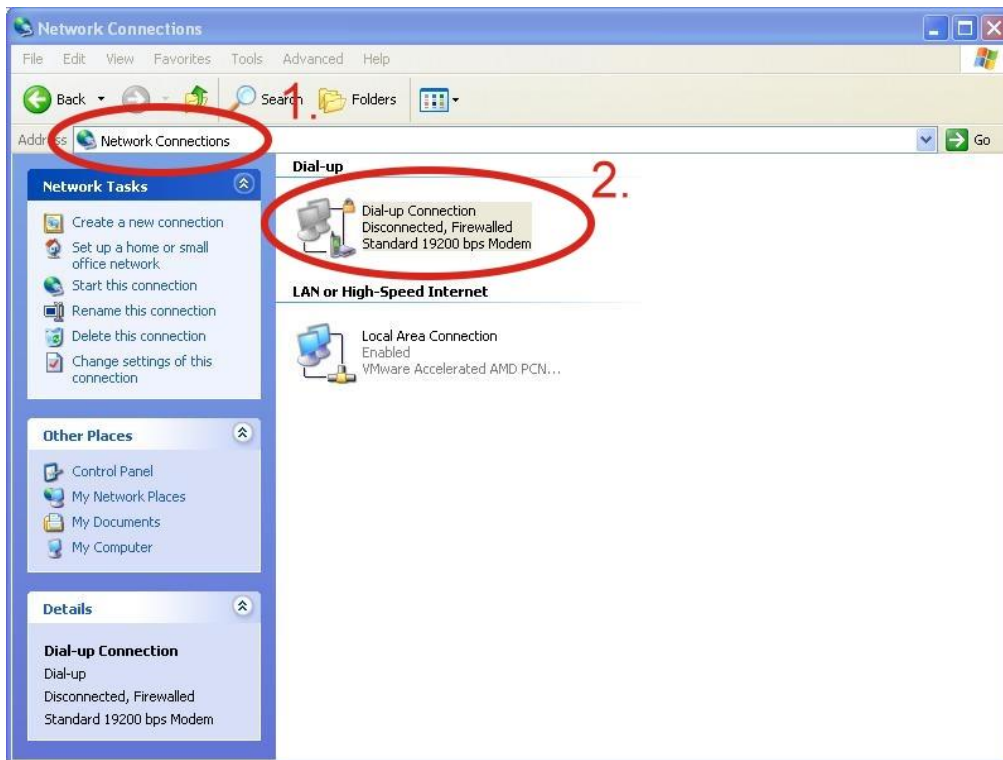 Network Connections
File Edit View Favorites Tools Advanced Help
Back Search Folders
1.
Address Network Connections Go
Network Tasks
Create a new connection
Set up a home or small
office network
Start this connection
Rename this connection
Delete this connection
Change settings of this
connection
Other Places
Control Panel
My Network Places
My Documents
My Computer
Details
Dial-up Connection
Dial-up
Disconnected, Firewalled
Standard 19200 bps Modem
Dial-up
2.
Dial-up Connection
Disconnected, Firewalled
Standard 19200 bps Modem
LAN or High-Speed Internet
Local Area Connection
Enabled
VMware Accelerated AMD PCN...